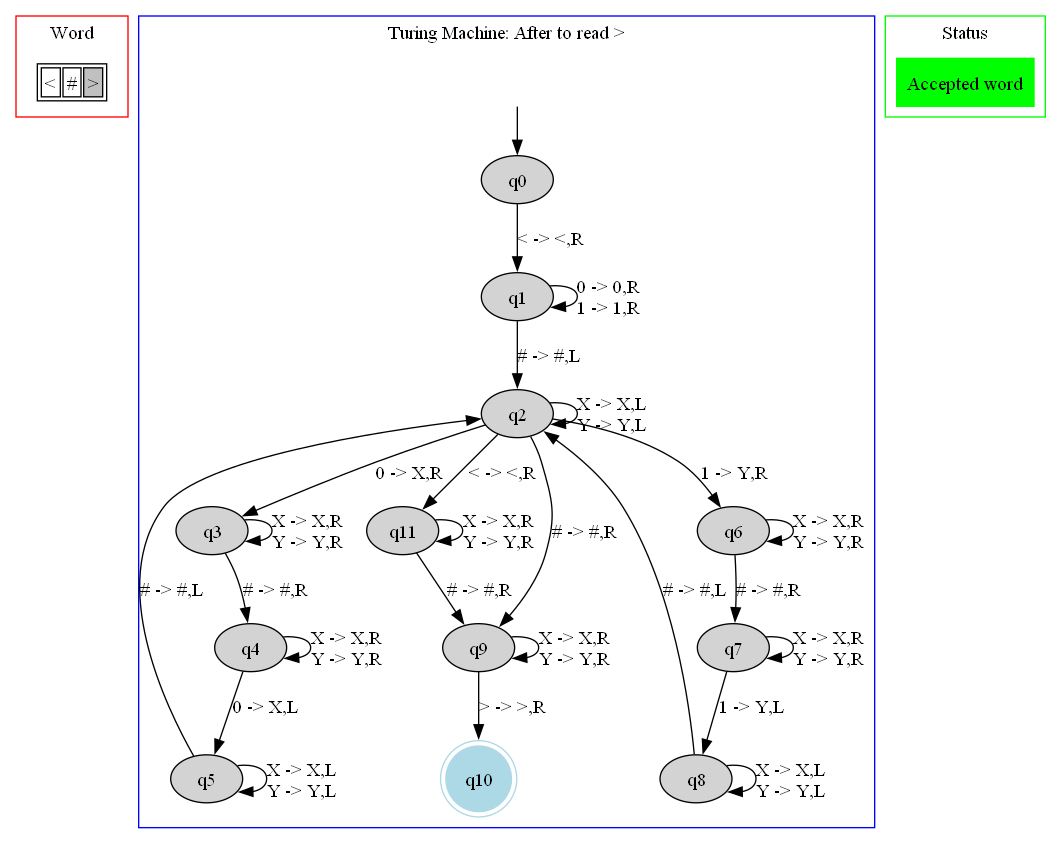 Word
< # >
Turing Machine: After to read >
Status
Accepted word
q0
< -> <,R
q1
0 -> 0,R
1 -> 1,R
# -> #,L
q2
X -> X,L
Y -> Y,L
0 -> X,R
< -> <,R
1 -> Y,R
q3
X -> X,R
Y -> Y,R
q11
X -> X,R
Y -> Y,R
# -> #,R
q6
X -> X,R
Y -> Y,R
# -> #,L
# -> #,R
# -> #,R
# -> #,L
# -> #,R
q4
X -> X,R
Y -> Y,R
q9
X -> X,R
Y -> Y,R
q7
X -> X,R
Y -> Y,R
0 -> X,L
> -> >,R
1 -> Y,L
q5
X -> X,L
Y -> Y,L
q10
q8
X -> X,L
Y -> Y,L